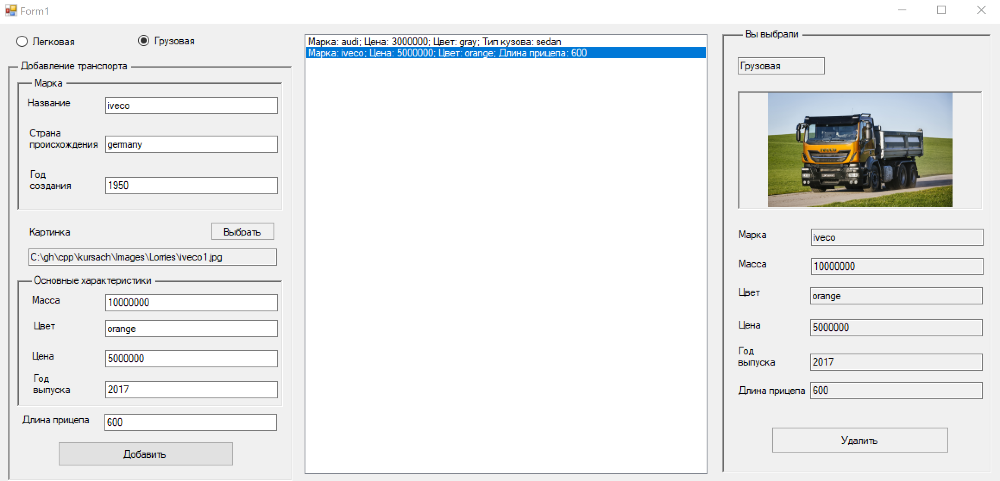 Form1
Легковая
Грузовая
Добавление транспорта
Марка
Название
iveco
Страна
происхождения
germany
Год
создания
1950
Картинка
Выбрать
C:\gh\cpp\kursach\Images\Lorries\iveco1.jpg
Основные характеристики
Масса
10000000
Цвет
orange
Цена
5000000
Год
выпуска
2017
Длина прицепа
600
Добавить
Марка: audi; Цена: 3000000; Цвет: gray; Тип кузова: sedan
Марка: iveco; Цена: 5000000; Цвет: orange; Длина прицепа: 600
Вы выбрали
Грузовая
IVECO
Марка
iveco
Масса
10000000
Цвет
orange
Цена
5000000
Год
выпуска
2017
Длина прицепа
600
Удалить